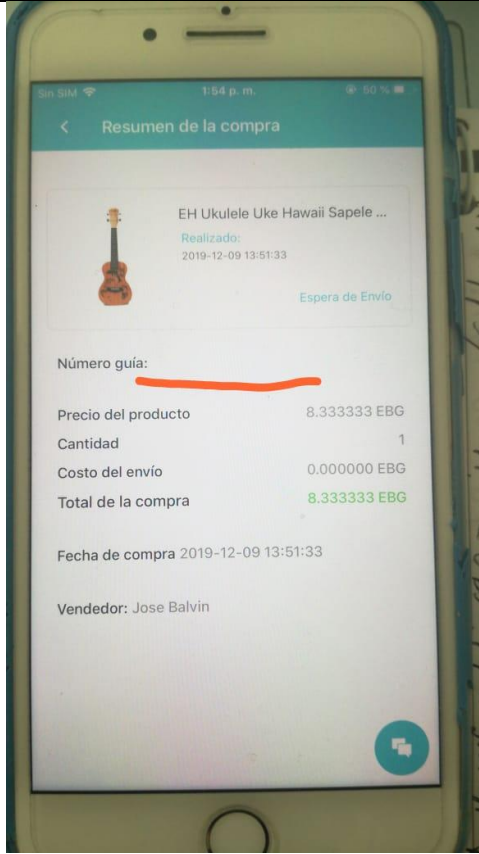 Sin SIM 1:54 p. m. 50 %
Resumen de la compra
EH Ukulele Uke Hawaii Sapele ...
Realizado:
2019-12-09 13:51:33
Espera de Envío
Número guía:
Precio del producto 8.333333 EBG
Cantidad 1
Costo del envío 0.000000 EBG
Total de la compra 8.333333 EBG
Fecha de compra 2019-12-09 13:51:33
Vendedor: Jose Balvin